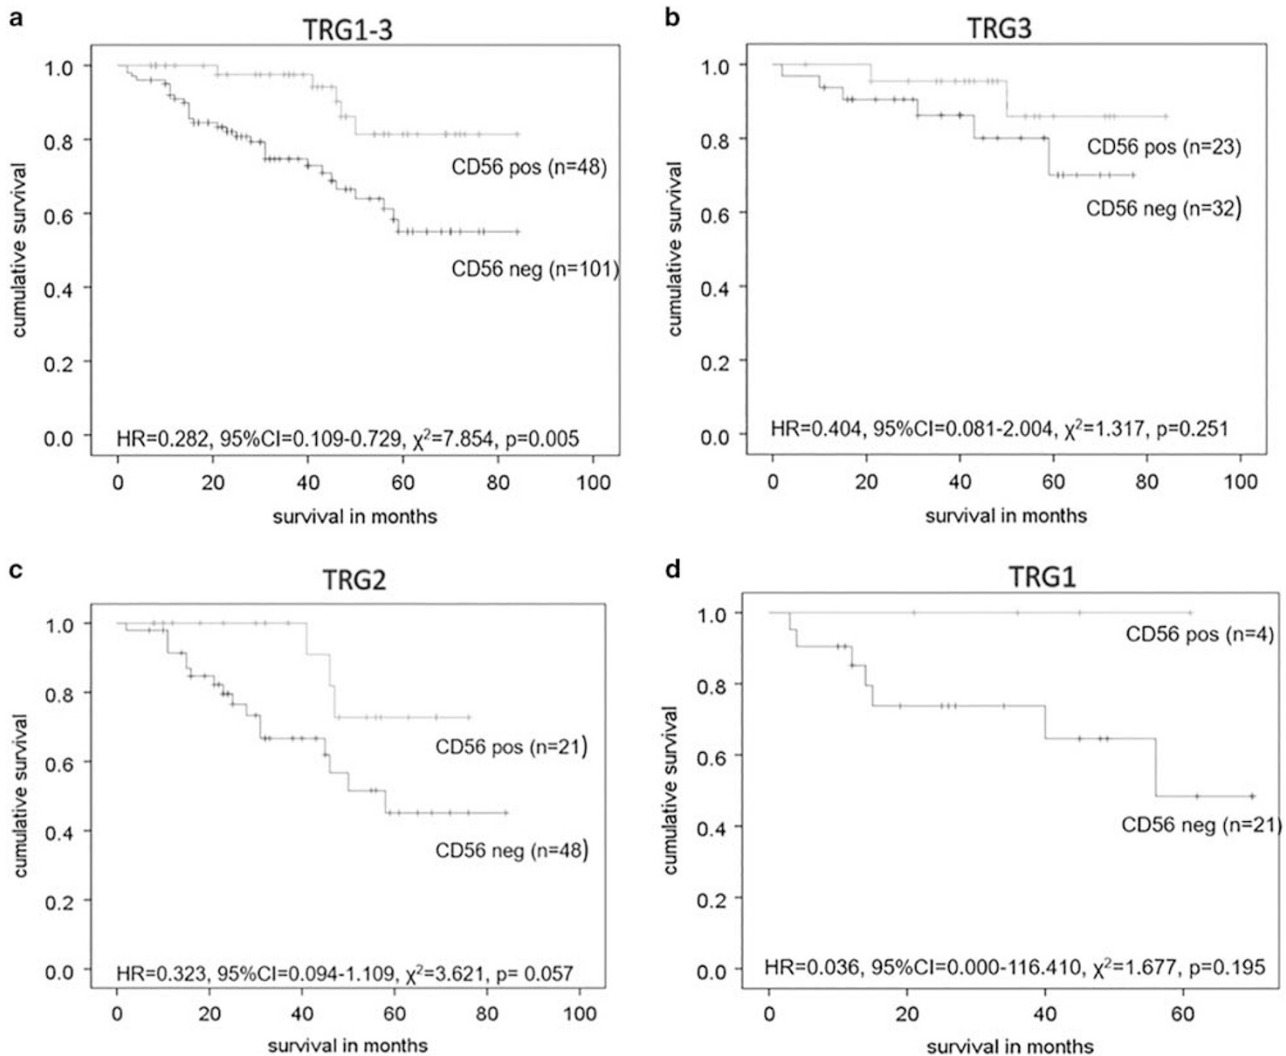 a
TRG1-3
1.0
0.8
0.6
0.4
0.2
0.0
cumulative survival
CD56 pos (n=48)
CD56 neg (n=101)
HR=0.282, 95%CI=0.109-0.729, χ²=7.854, p=0.005
0 20 40 60 80 100
survival in months
b
TRG3
1.0
0.8
0.6
0.4
0.2
0.0
cumulative survival
CD56 pos (n=23)
CD56 neg (n=32)
HR=0.404, 95%CI=0.081-2.004, χ²=1.317, p=0.251
0 20 40 60 80 100
survival in months
c
TRG2
1.0
0.8
0.6
0.4
0.2
0.0
cumulative survival
CD56 pos (n=21)
CD56 neg (n=48)
HR=0.323, 95%CI=0.094-1.109, χ²=3.621, p= 0.057
0 20 40 60 80 100
survival in months
d
TRG1
1.0
0.8
0.6
0.4
0.2
0.0
cumulative survival
CD56 pos (n=4)
CD56 neg (n=21)
HR=0.036, 95%CI=0.000-116.410, χ²=1.677, p=0.195
0 20 40 60
survival in months